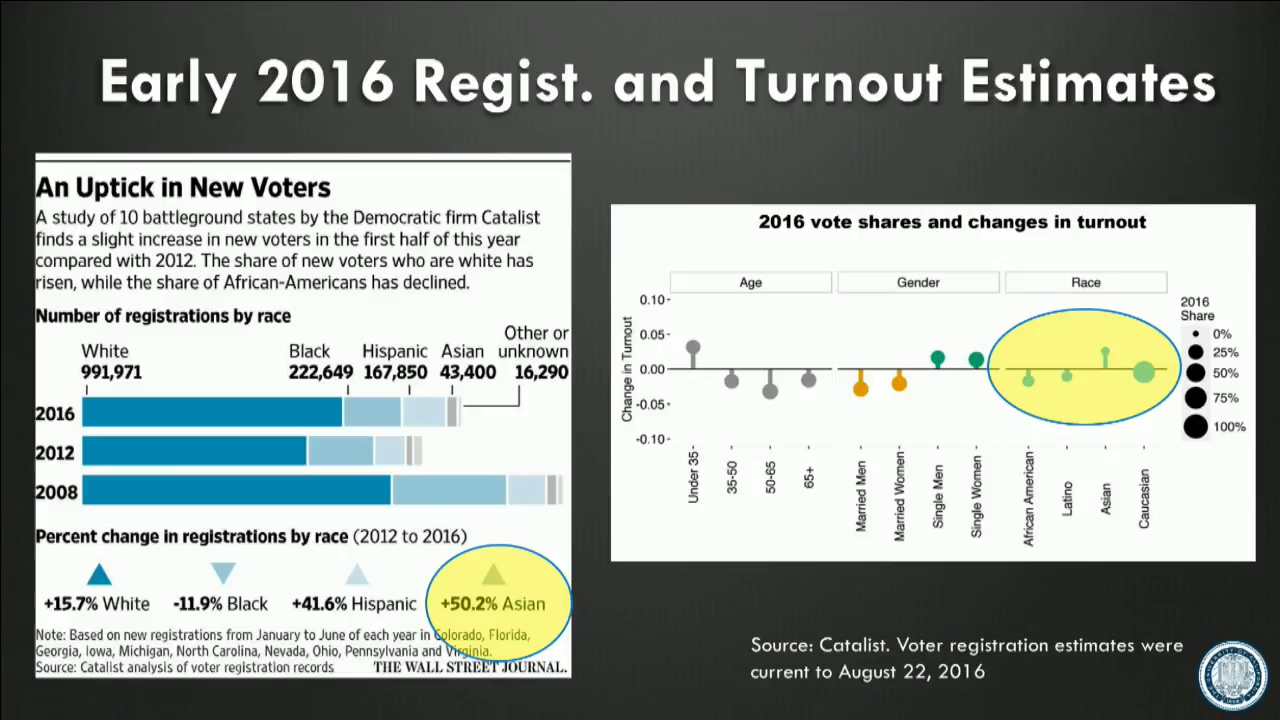 Early 2016 Regist. and Turnout Estimates
An Uptick in New Voters
A study of 10 battleground states by the Democratic firm Catalist
finds a slight increase in new voters in the first half of this year
compared with 2012. The share of new voters who are white has
risen, while the share of African-Americans has declined.
Number of registrations by race
White 991,971
Black 222,649
Hispanic 167,850
Asian 43,400
Other or unknown 16,290
2016
2012
2008
Percent change in registrations by race (2012 to 2016)
+15.7% White -11.9% Black +41.6% Hispanic +50.2% Asian
Note: Based on new registrations from January to June of each year in Colorado, Florida,
Georgia, Iowa, Michigan, North Carolina, Nevada, Ohio, Pennsylvania and Virginia.
Source: Catalist analysis of voter registration records THE WALL STREET JOURNAL.
2016 vote shares and changes in turnout
Age Gender Race
Change in Turnout
0.10
0.05
0.00
-0.05
-0.10
Under 35
35-50
50-65
65+
Married Men
Married Women
Single Men
Single Women
African American
Latino
Asian
Caucasian
2016
Share
0%
25%
50%
75%
100%
Source: Catalist. Voter registration estimates were
current to August 22, 2016